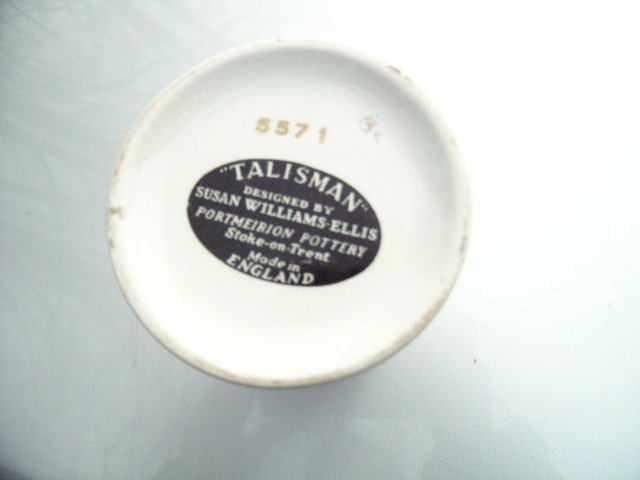 5571
"TALISMAN"
DESIGNED BY
SUSAN WILLIAMS-ELLIS
PORTMEIRION POTTERY
Stoke-on-Trent
Made in
ENGLAND